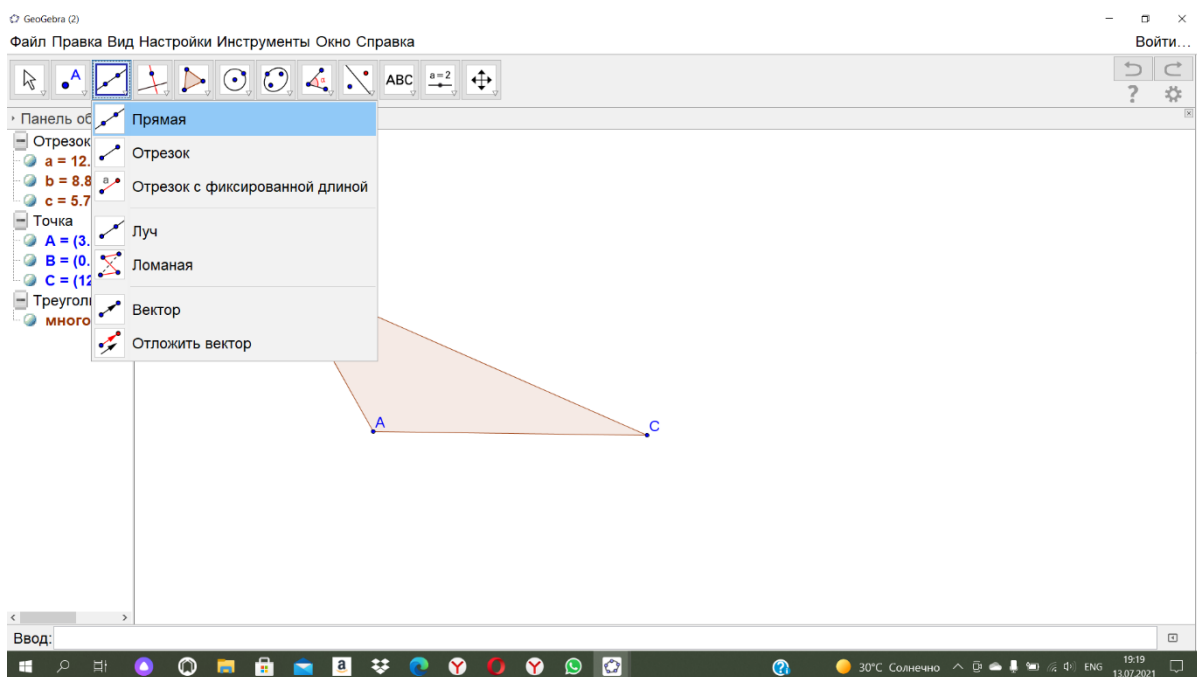 GeoGebra (2)
Файл Правка Вид Настройки Инструменты Окно Справка
Войти...
A
α
ABC
a=2
?
Панель об
Прямая
Отрезок
a = 12.
Отрезок
b = 8.8
a
Отрезок с фиксированной длиной
c = 5.7
Точка
Луч
A = (3.
B = (0.
Ломаная
C = (12
Треугол
Вектор
много
Отложить вектор
A
C
Ввод:
a
30°C Солнечно
ENG
19:19
13.07.2021